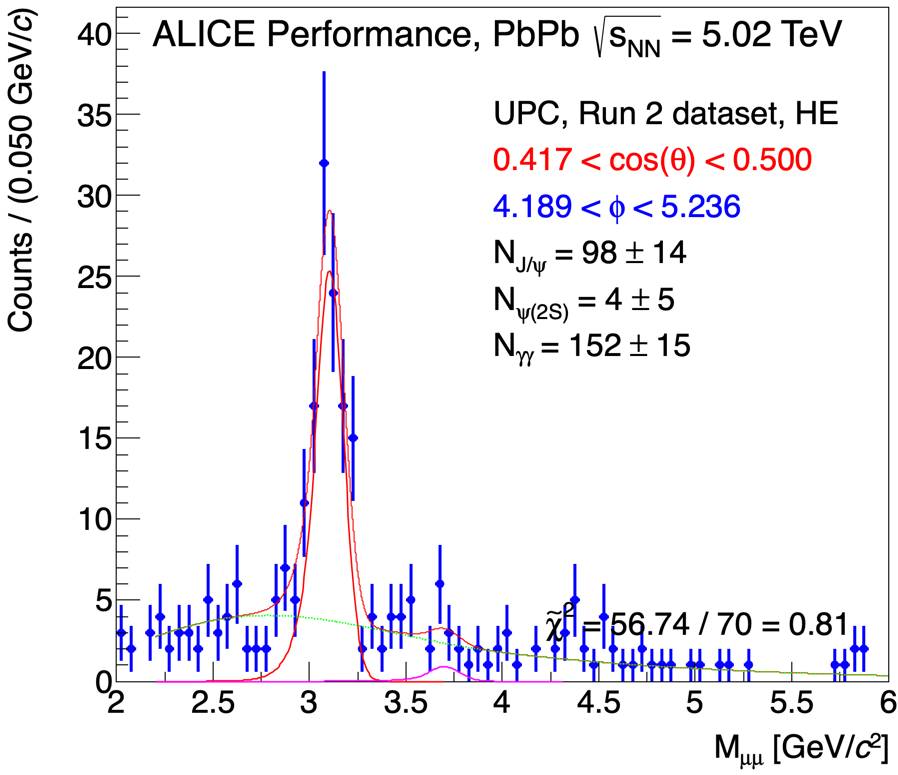 ALICE Performance, PbPb √sNN = 5.02 TeV
UPC, Run 2 dataset, HE
0.417 < cos(θ) < 0.500
4.189 < ϕ < 5.236
NJ/ψ = 98 ± 14
Nψ(2S) = 4 ± 5
Nγγ = 152 ± 15
χ̃2 = 56.74 / 70 = 0.81
Counts / (0.050 GeV/c)
40
35
30
25
20
15
10
5
0
2 2.5 3 3.5 4 4.5 5 5.5 6
Mμμ [GeV/c2]